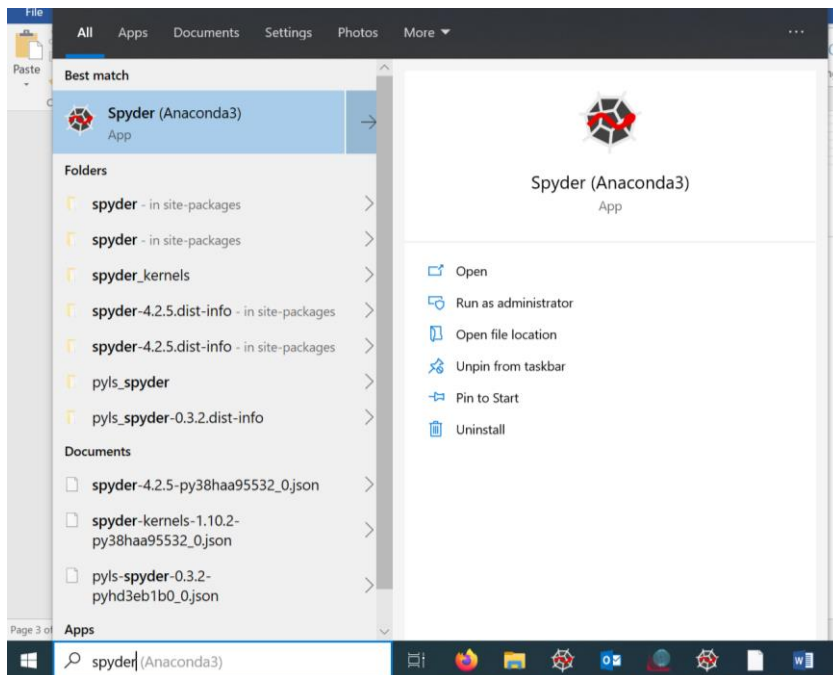 File
All Apps Documents Settings Photos More
Paste
Best match
Spyder (Anaconda3)
App
Folders
spyder - in site-packages
spyder - in site-packages
spyder_kernels
spyder-4.2.5.dist-info - in site-packages
spyder-4.2.5.dist-info - in site-packages
pyls_spyder
pyls_spyder-0.3.2.dist-info
Documents
spyder-4.2.5-py38haa95532_0.json
spyder-kernels-1.10.2-
py38haa95532_0.json
pyls-spyder-0.3.2-
pyhd3eb1b0_0.json
Apps
Spyder (Anaconda3)
App
Open
Run as administrator
Open file location
Unpin from taskbar
Pin to Start
Uninstall
Page 3 of
spyder (Anaconda3)